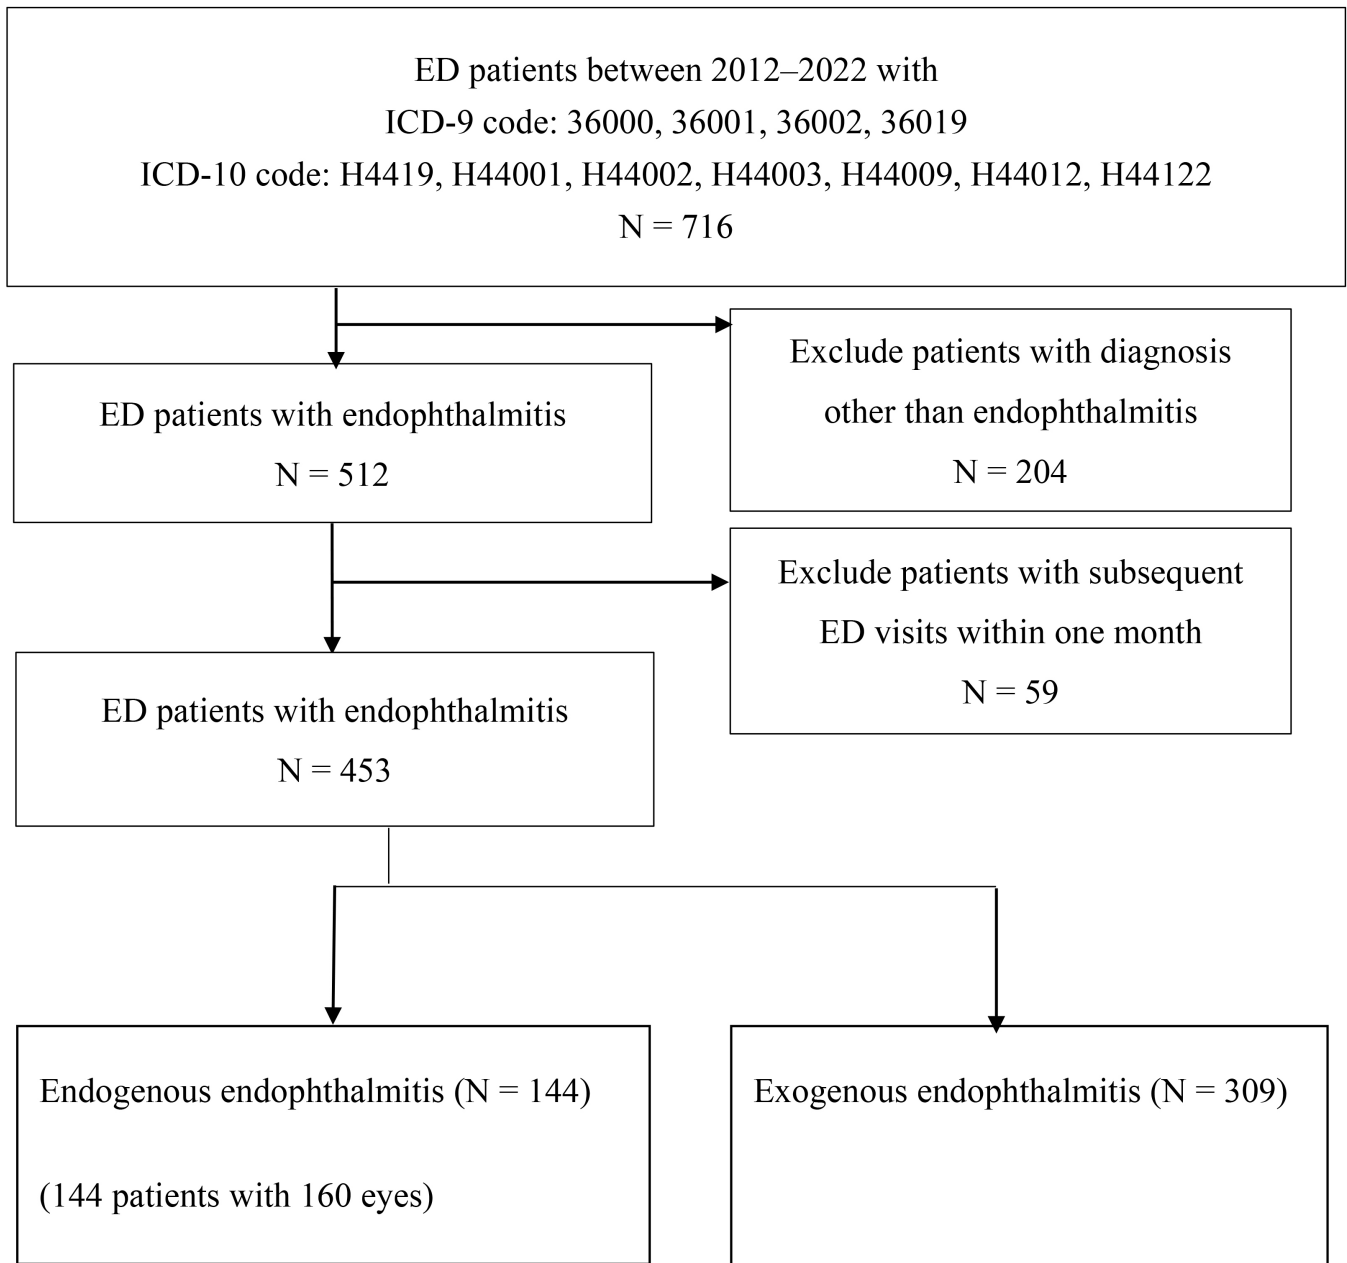 ED patients between 2012–2022 with
ICD-9 code: 36000, 36001, 36002, 36019
ICD-10 code: H4419, H44001, H44002, H44003, H44009, H44012, H44122
N = 716
Exclude patients with diagnosis
other than endophthalmitis
N = 204
ED patients with endophthalmitis
N = 512
Exclude patients with subsequent
ED visits within one month
N = 59
ED patients with endophthalmitis
N = 453
Endogenous endophthalmitis (N = 144)
(144 patients with 160 eyes)
Exogenous endophthalmitis (N = 309)